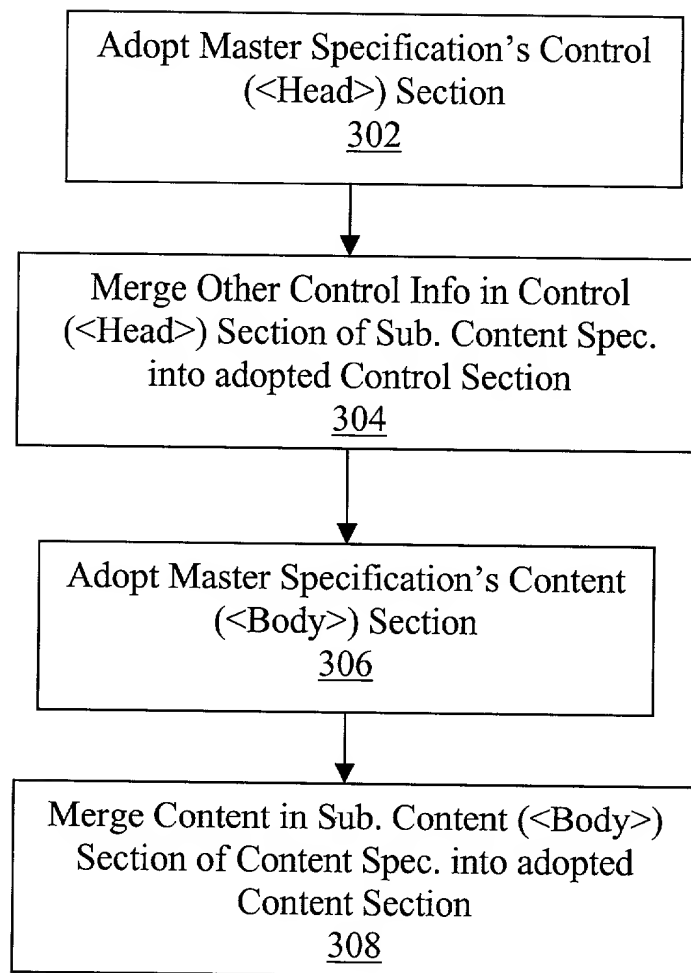 Adopt Master Specification's Control
(<Head>) Section
302
Merge Other Control Info in Control
(<Head>) Section of Sub. Content Spec.
into adopted Control Section
304
Adopt Master Specification's Content
(<Body>) Section
306
Merge Content in Sub. Content (<Body>)
Section of Content Spec. into adopted
Content Section
308